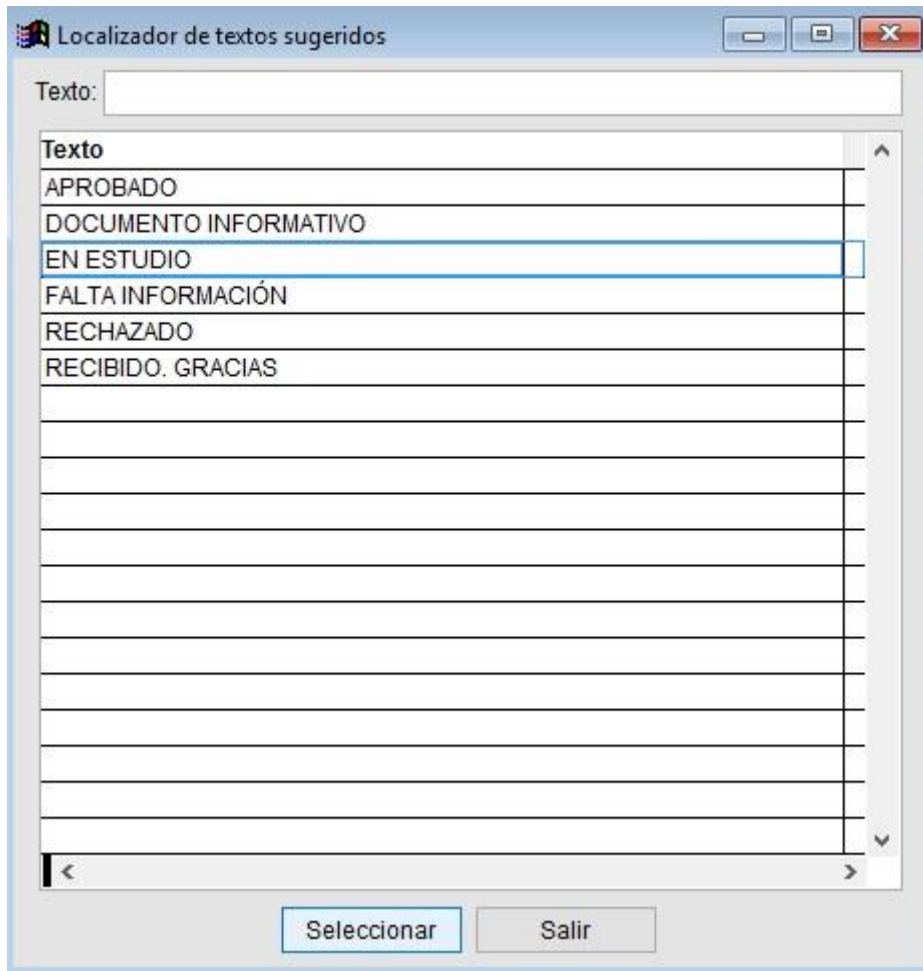 Localizador de textos sugeridos
Texto:
Texto
APROBADO
DOCUMENTO INFORMATIVO
EN ESTUDIO
FALTA INFORMACIÓN
RECHAZADO
RECIBIDO. GRACIAS
Seleccionar Salir